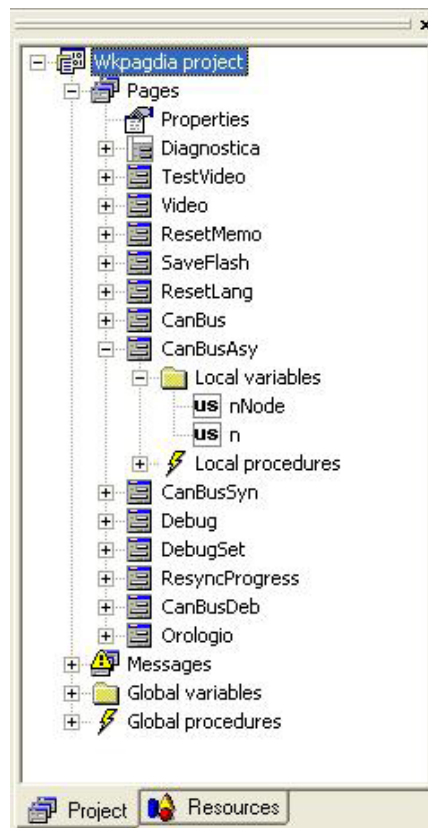 Wkpagdia project
Pages
Properties
Diagnostica
TestVideo
Video
ResetMemo
SaveFlash
ResetLang
CanBus
CanBusAsy
Local variables
us nNode
us n
Local procedures
CanBusSyn
Debug
DebugSet
ResyncProgress
CanBusDeb
Orologio
Messages
Global variables
Global procedures
Project Resources